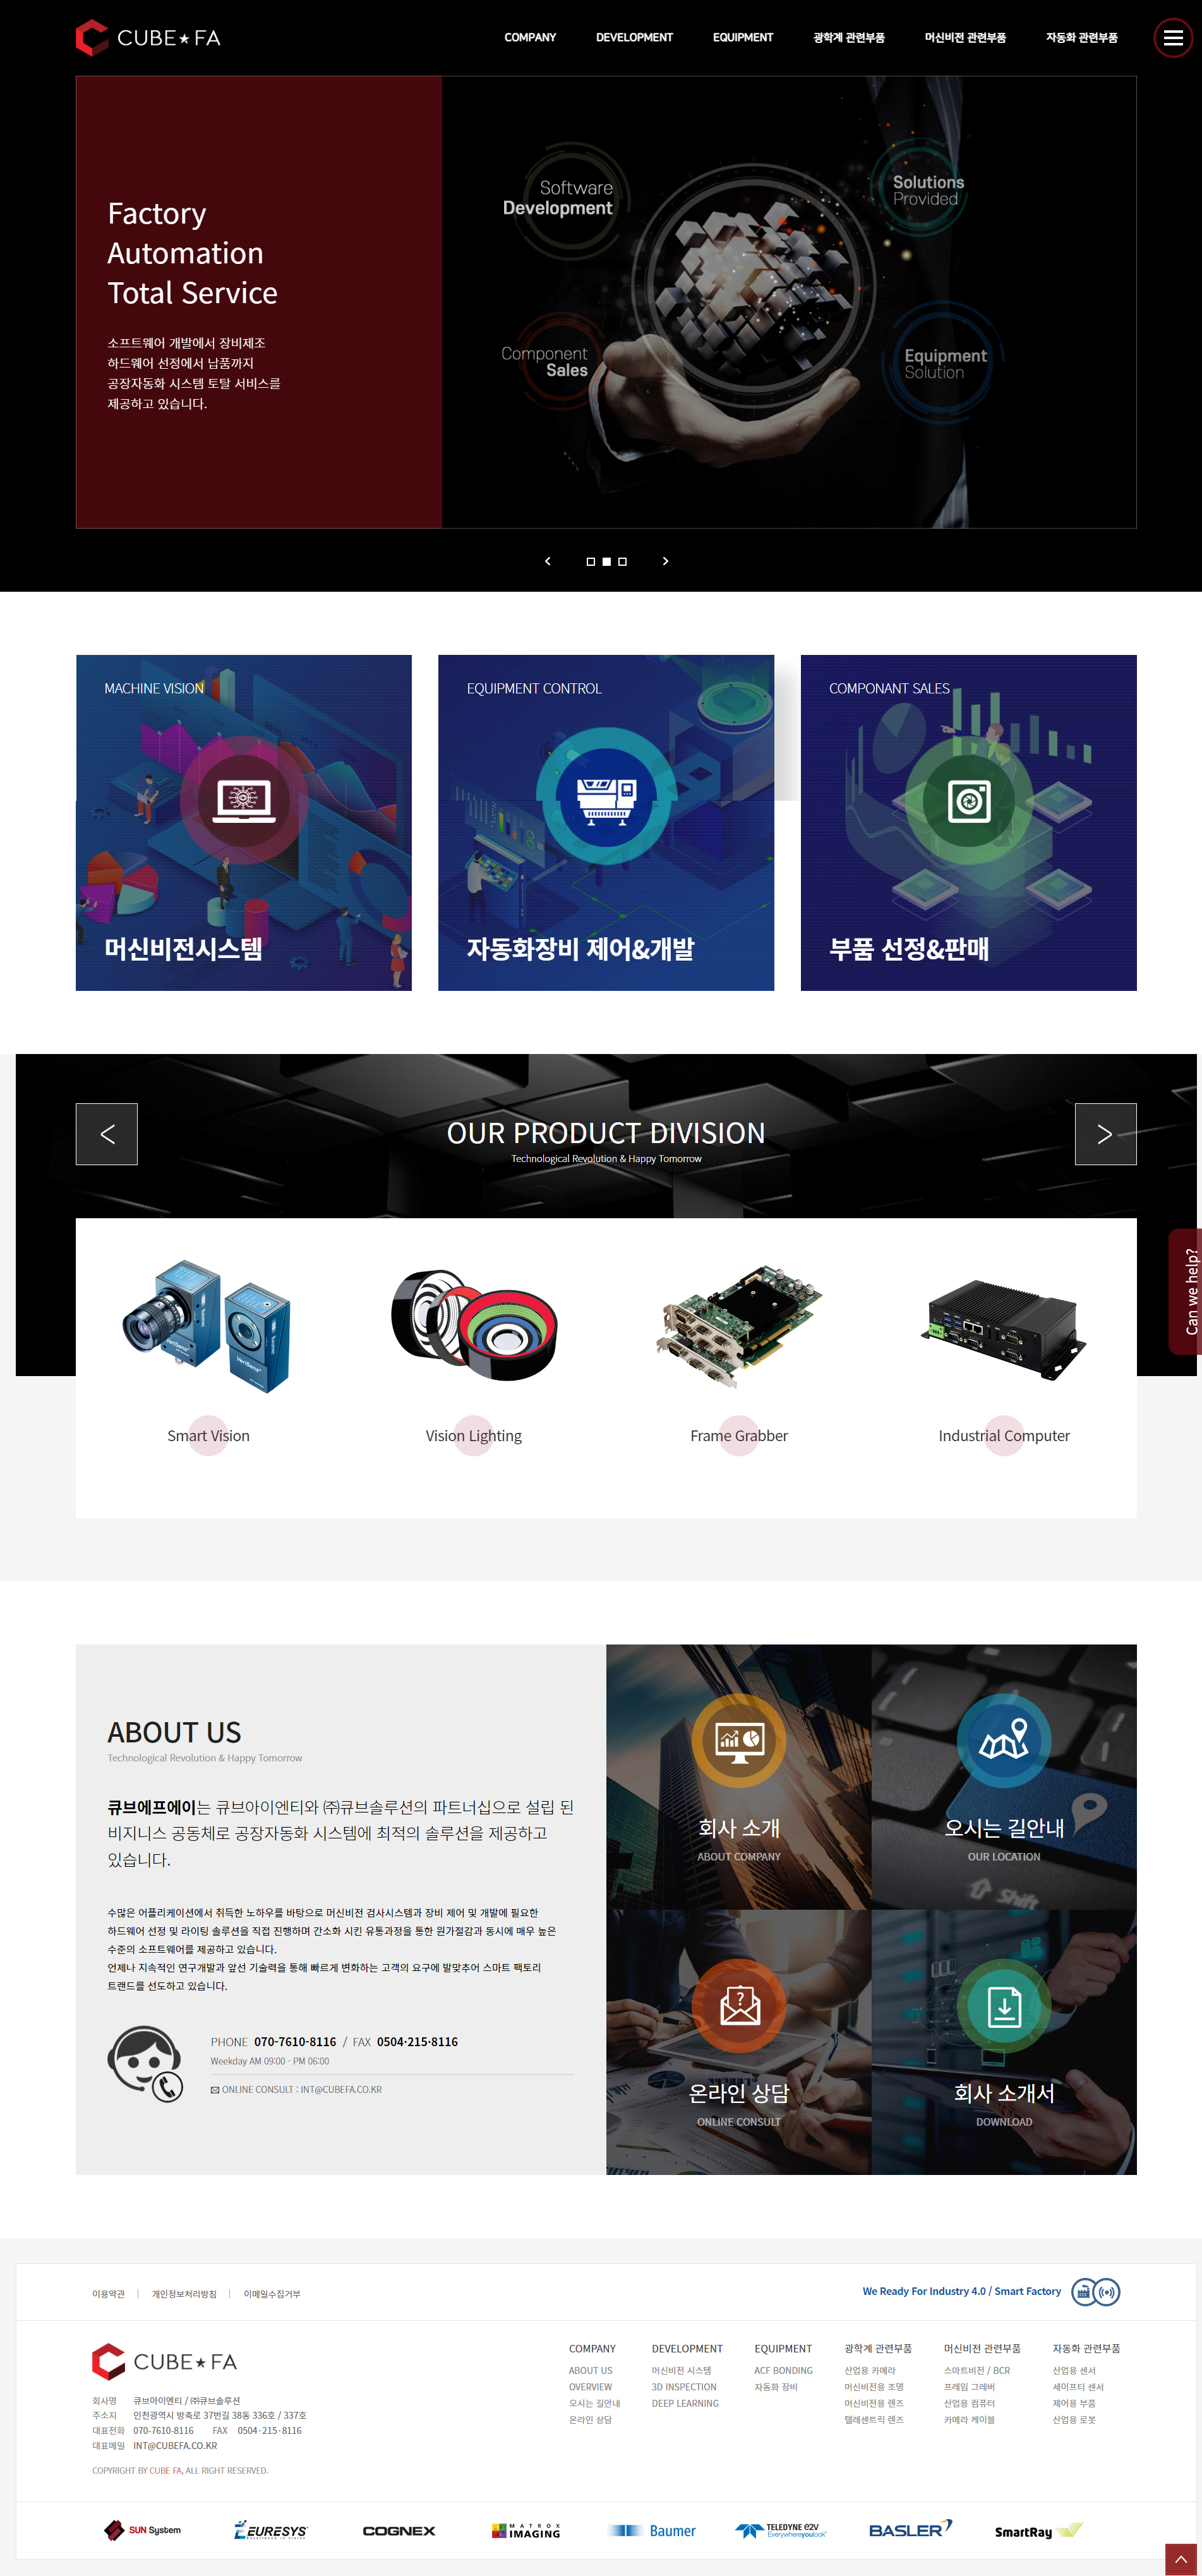 CUBE★FA
COMPANY
DEVELOPMENT
EQUIPMENT
광학계 관련부품
머신비전 관련부품
자동화 관련부품
Factory
Automation
Total Service
소프트웨어 개발에서 장비제조
하드웨어 선정에서 납품까지
공장자동화 시스템 토탈 서비스를
제공하고 있습니다.
Software
Development
Solutions
Provided
Component
Sales
Equipment
Solution
MACHINE VISION
머신비전시스템
EQUIPMENT CONTROL
자동화장비 제어&개발
COMPONANT SALES
부품 선정&판매
OUR PRODUCT DIVISION
Technological Revolution & Happy Tomorrow
Can we help?
Smart Vision
Vision Lighting
Frame Grabber
Industrial Computer
ABOUT US
Technological Revolution & Happy Tomorrow
큐브에프에이는 큐브아이엔티와 ㈜큐브솔루션의 파트너십으로 설립 된
비지니스 공동체로 공장자동화 시스템에 최적의 솔루션을 제공하고
있습니다.
수많은 어플리케이션에서 취득한 노하우를 바탕으로 머신비전 검사시스템과 장비 제어 및 개발에 필요한
하드웨어 선정 및 라이팅 솔루션을 직접 진행하며 간소화 시킨 유통과정을 통한 원가절감과 동시에 매우 높은
수준의 소프트웨어를 제공하고 있습니다.
언제나 지속적인 연구개발과 앞선 기술력을 통해 빠르게 변화하는 고객의 요구에 발맞추어 스마트 팩토리
트랜드를 선도하고 있습니다.
PHONE 070-7610-8116 / FAX 0504·215·8116
Weekday AM 09:00 - PM 06:00
ONLINE CONSULT : INT@CUBEFA.CO.KR
회사 소개
ABOUT COMPANY
오시는 길안내
OUR LOCATION
Shift
온라인 상담
ONLINE CONSULT
회사 소개서
DOWNLOAD
이용약관
개인정보처리방침
이메일수집거부
We Ready For Industry 4.0 / Smart Factory
CUBE★FA
회사명 큐브아이엔티 / ㈜큐브솔루션
주소지 인천광역시 방축로 37번길 38동 336호 / 337호
대표전화 070-7610-8116 FAX 0504·215·8116
대표메일 INT@CUBEFA.CO.KR
COPYRIGHT BY CUBE FA, ALL RIGHT RESERVED.
COMPANY
ABOUT US
OVERVIEW
오시는 길안내
온라인 상담
DEVELOPMENT
머신비전 시스템
3D INSPECTION
DEEP LEARNING
EQUIPMENT
ACF BONDING
자동화 장비
광학계 관련부품
산업용 카메라
머신비전용 조명
머신비전용 렌즈
텔레센트릭 렌즈
머신비전 관련부품
스마트비전 / BCR
프레임 그레버
산업용 컴퓨터
카메라 케이블
자동화 관련부품
산업용 센서
세이프티 센서
제어용 부품
산업용 로봇
SUN System
EURESYS
COGNEX
MATROX
IMAGING
Baumer
TELEDYNE e2v
Everywhereyoulook
BASLER
SmartRay